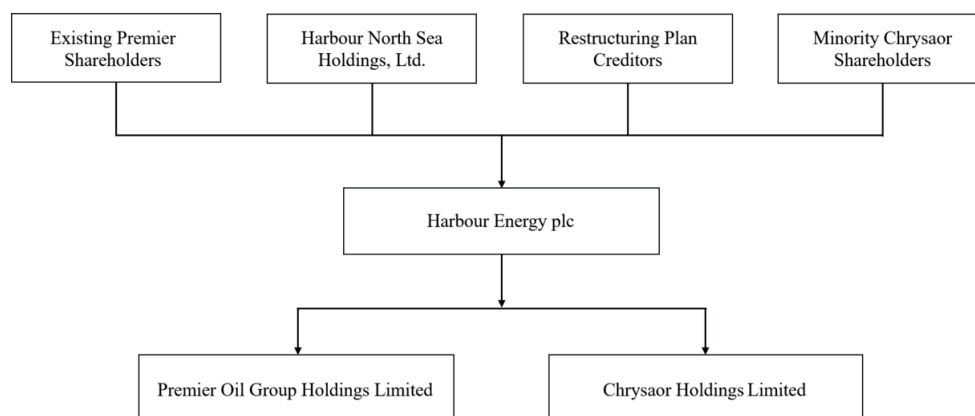 Existing Premier
Shareholders
Harbour North Sea
Holdings, Ltd.
Restructuring Plan
Creditors
Minority Chrysaor
Shareholders
Harbour Energy plc
Premier Oil Group Holdings Limited
Chrysaor Holdings Limited